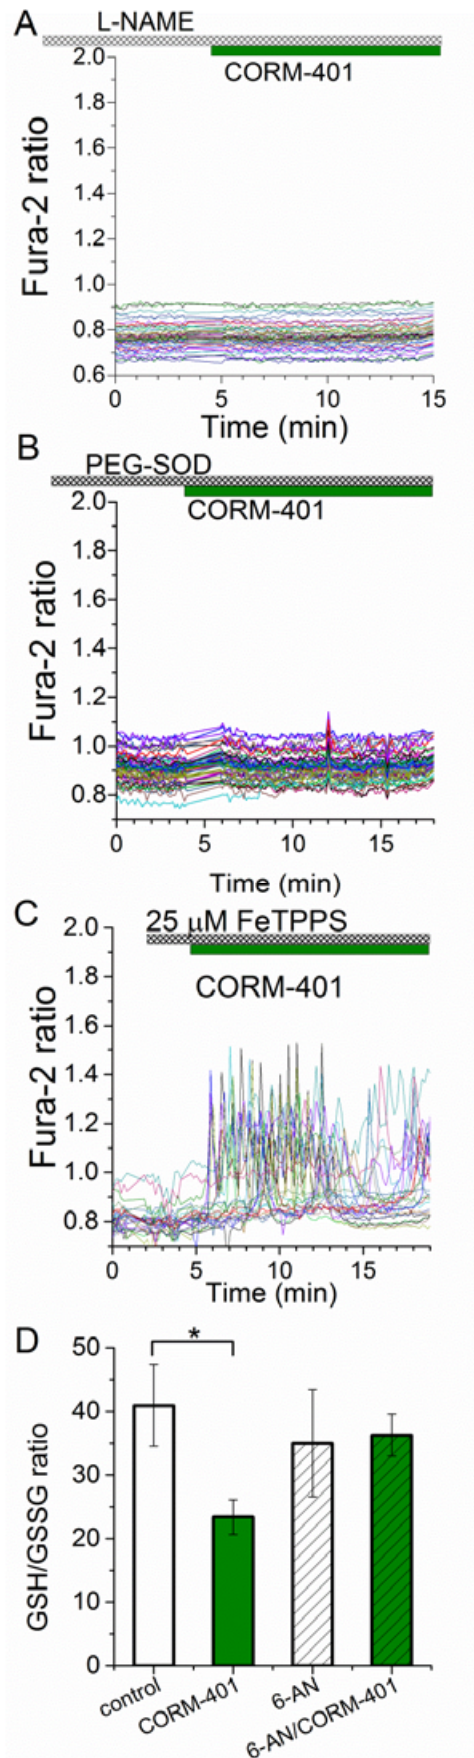 A
L-NAME
CORM-401
2.0
1.8
1.6
1.4
1.2
1.0
0.8
0.6
Fura-2 ratio
0 5 10 15
Time (min)
B
PEG-SOD
CORM-401
2.0
1.8
1.6
1.4
1.2
1.0
0.8
Fura-2 ratio
0 5 10 15
Time (min)
C
25 μM FeTPPS
CORM-401
2.0
1.8
1.6
1.4
1.2
1.0
0.8
Fura-2 ratio
0 5 10 15
Time (min)
D
*
50
40
30
20
10
0
GSH/GSSG ratio
control
CORM-401
6-AN
6-AN/CORM-401